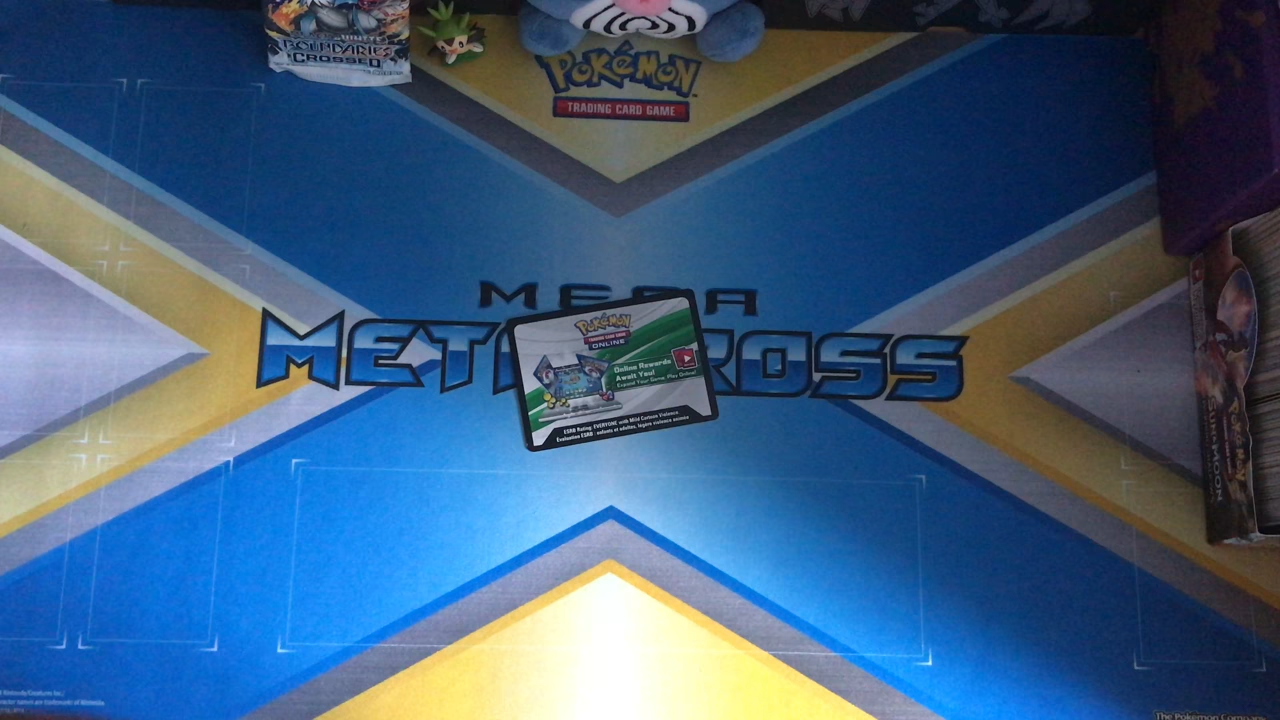 BOUNDARIES
CROSSED
POKéMON
TRADING CARD GAME
MEGA
METAGROSS
POKéMON
TRADING CARD GAME
ONLINE
Online Rewards
Await You!
Expand Your Game. Play Online!
ESRB Rating: EVERYONE with Mild Cartoon Violence
Évaluation ESRB : enfants et adultes, légère violence animée
POKéMON
SUN & MOON
The Pokémon Company